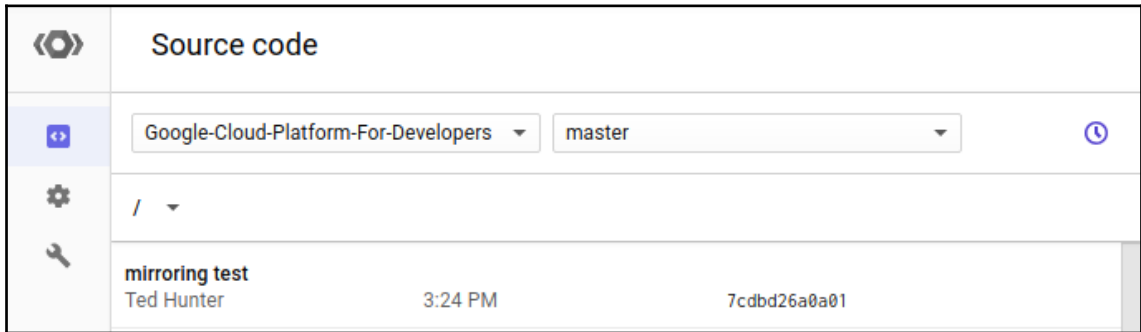 Source code
Google-Cloud-Platform-For-Developers master
/
mirroring test
Ted Hunter 3:24 PM 7cdbd26a0a01